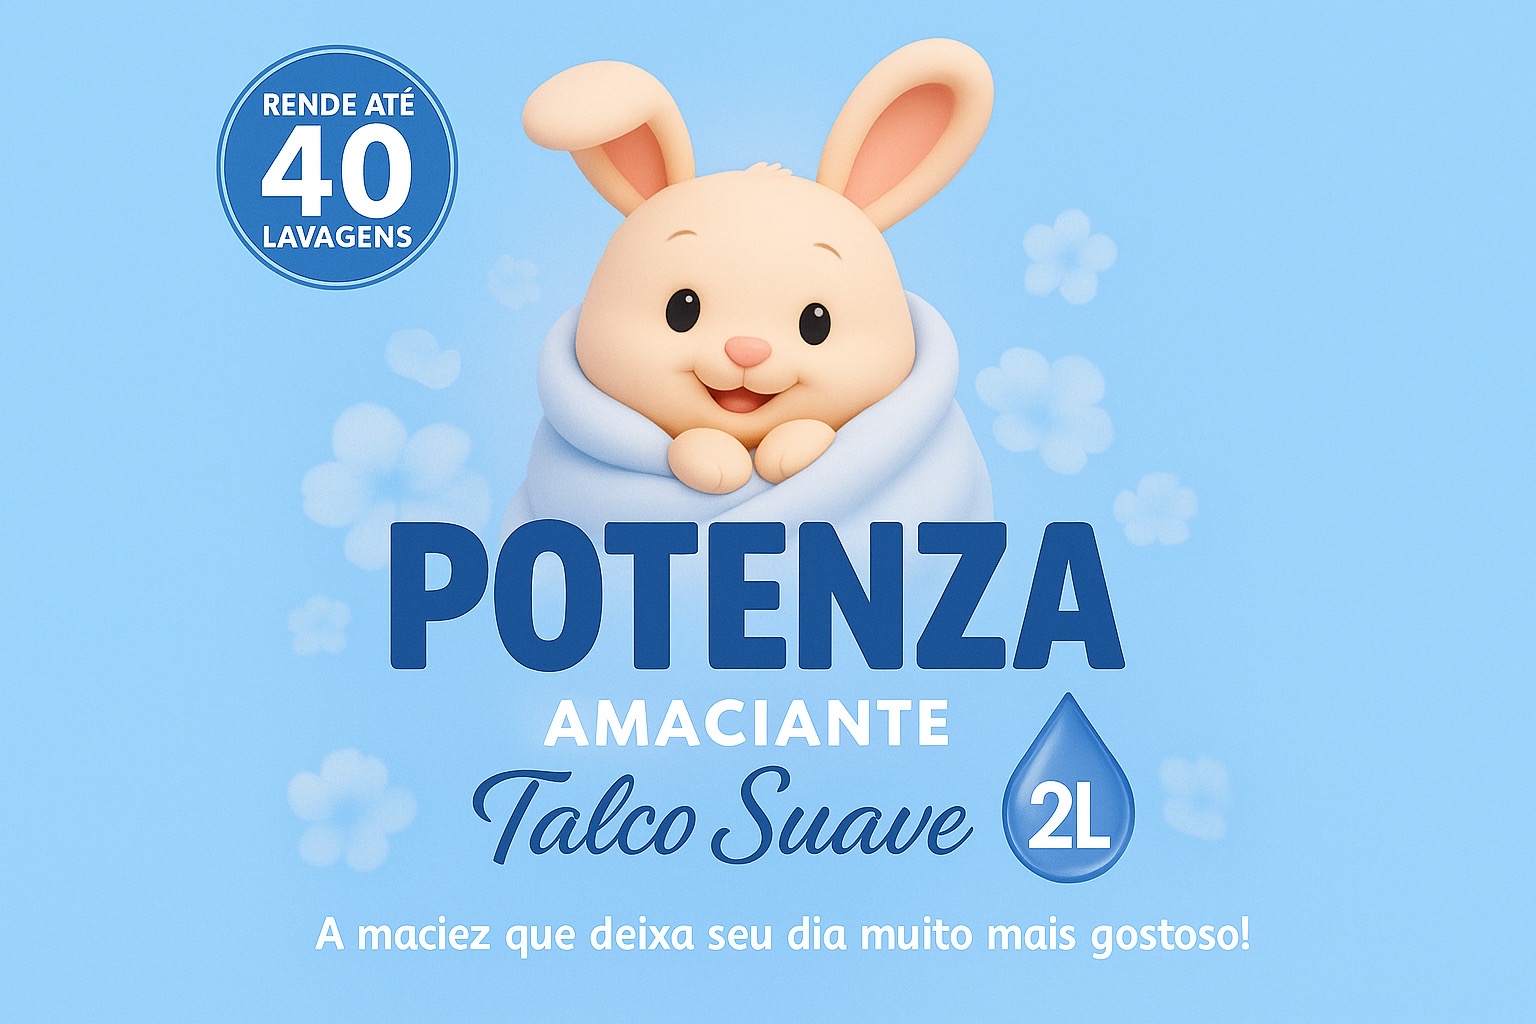 RENDE ATÉ
40
LAVAGENS
POTENZA
AMACIANTE
Talco Suave
2L
A maciez que deixa seu dia muito mais gostoso!